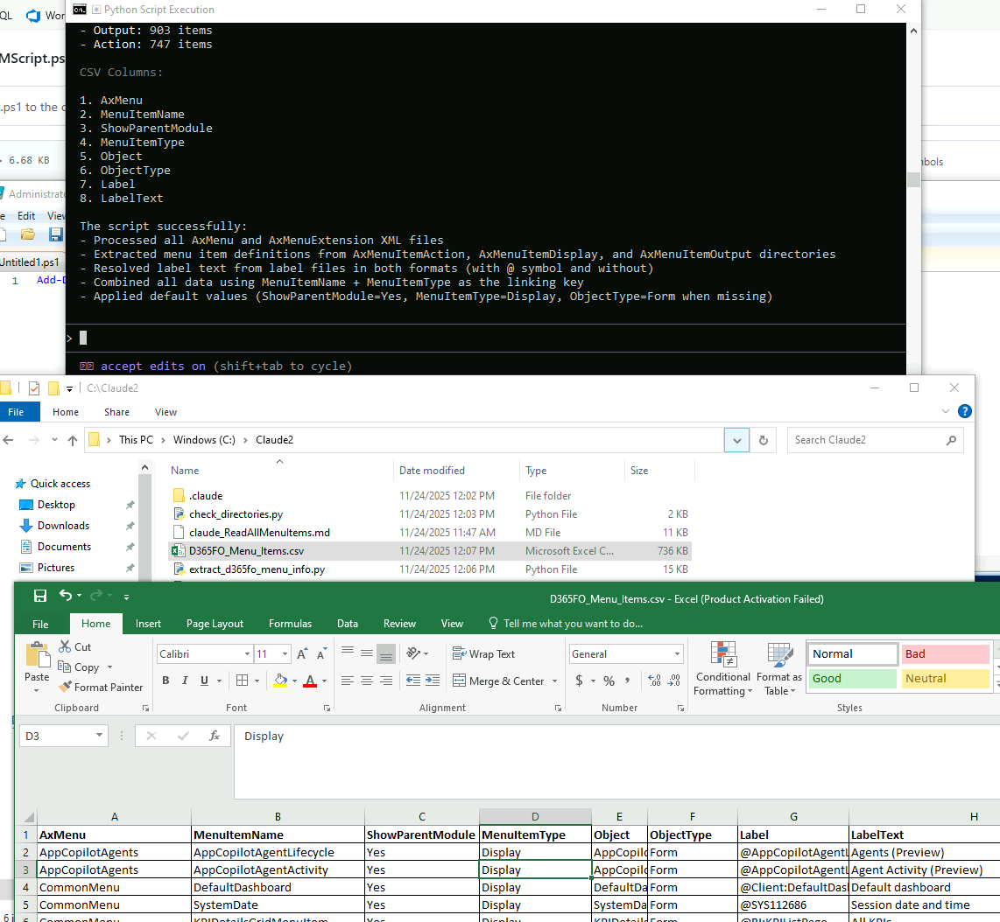 QL
Wor
Python Script Execution
- Output: 903 items
- Action: 747 items
CSV Columns:
1. AxMenu
2. MenuItemName
3. ShowParentModule
4. MenuItemType
5. Object
6. ObjectType
7. Label
8. LabelText
The script successfully:
- Processed all AxMenu and AxMenuExtension XML files
- Extracted menu item definitions from AxMenuItemAction, AxMenuItemDisplay, and AxMenuItemOutput directories
- Resolved label text from label files in both formats (with @ symbol and without)
- Combined all data using MenuItemName + MenuItemType as the linking key
- Applied default values (ShowParentModule=Yes, MenuItemType=Display, ObjectType=Form when missing)
>
accept edits on (shift+tab to cycle)
MScript.ps
.ps1 to the c
6.68 KB
bols
Administrato
e Edit View
Untitled1.ps1
1 Add-D
C:\Claude2
File Home Share View
This PC > Windows (C:) > Claude2
Search Claude2
Name Date modified Type Size
Quick access
Desktop
Downloads
Documents
Pictures
.claude 11/24/2025 12:02 PM File folder
check_directories.py 11/24/2025 12:03 PM Python File 2 KB
claude_ReadAllMenuItems.md 11/24/2025 11:47 AM MD File 11 KB
D365FO_Menu_Items.csv 11/24/2025 12:07 PM Microsoft Excel C... 736 KB
extract_d365fo_menu_info.py 11/24/2025 12:06 PM Python File 15 KB
D365FO_Menu_Items.csv - Excel (Product Activation Failed)
File Home Insert Page Layout Formulas Data Review View Tell me what you want to do...
Paste
Cut
Copy
Format Painter
Calibri 11
B I U
Wrap Text
Merge & Center
General
$ % ,
Conditional Formatting
Format as Table
Normal Bad
Good Neutral
Clipboard Font Alignment Number Styles
D3 fx Display
A B C D E F G H
1 AxMenu MenuItemName ShowParentModule MenuItemType Object ObjectType Label LabelText
2 AppCopilotAgents AppCopilotAgentLifecycle Yes Display AppCopilo Form @AppCopilotAgentL Agents (Preview)
3 AppCopilotAgents AppCopilotAgentActivity Yes Display AppCopilo Form @AppCopilotAgentL Agent Activity (Preview)
4 CommonMenu DefaultDashboard Yes Display DefaultDa Form @Client:DefaultDas Default dashboard
5 CommonMenu SystemDate Yes Display SystemDa Form @SYS112686 Session date and time
CommonMenu KPIDetailsGridMenuItem Yes Display KPIDetails Form @BI:KPIListPage All KPIs